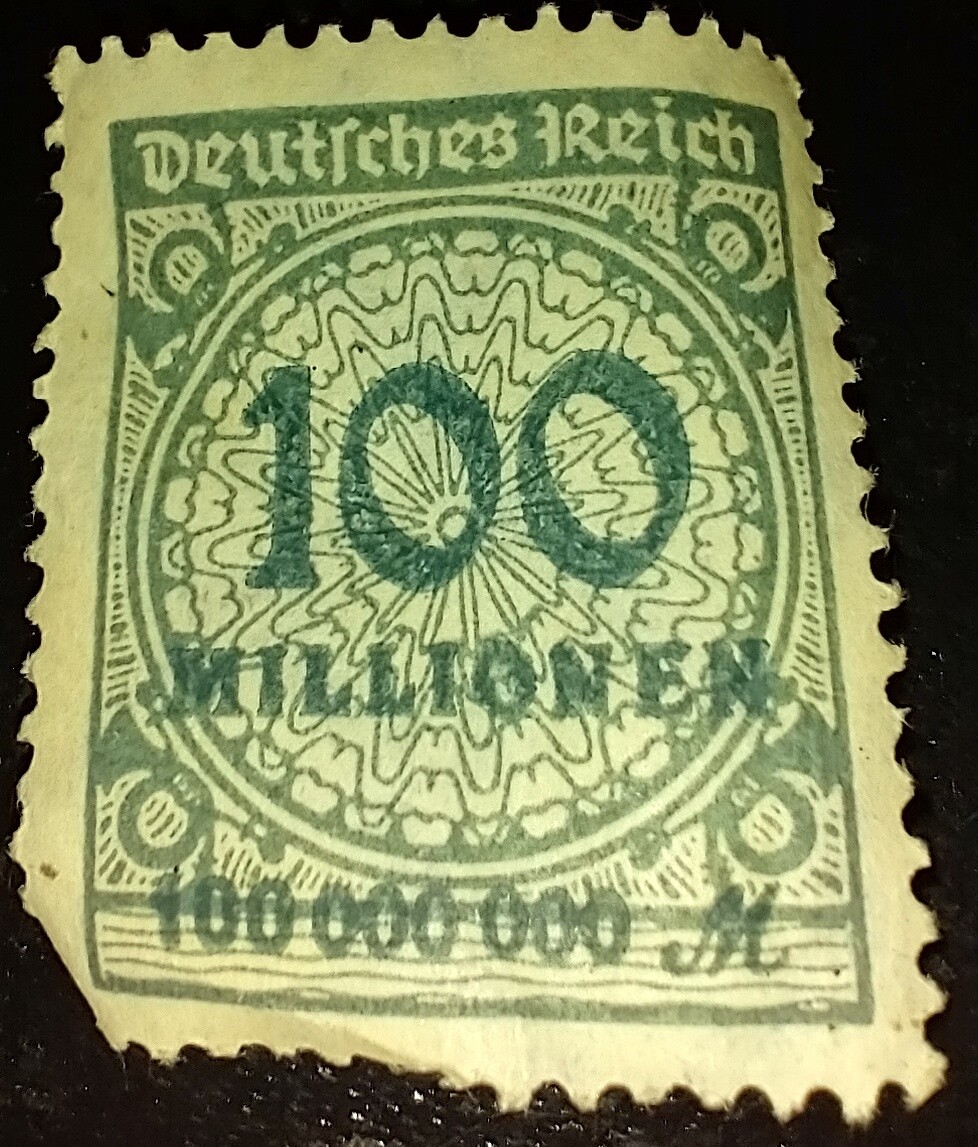 Deutſches Reich
100
MILLIONEN
100 000 000 M